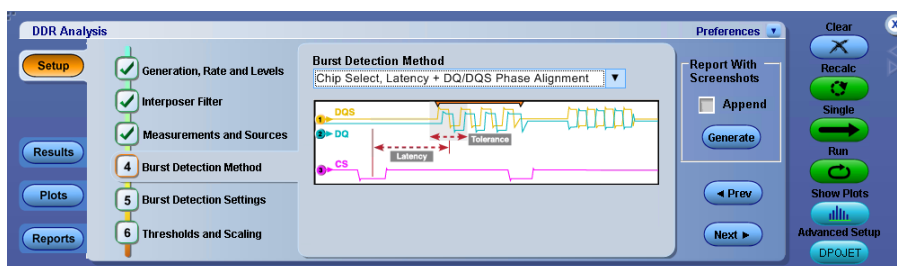 DDR Analysis
Preferences
Clear
X
Setup
Generation, Rate and Levels
Interposer Filter
Measurements and Sources
4 Burst Detection Method
5 Burst Detection Settings
6 Thresholds and Scaling
Results
Plots
Reports
Burst Detection Method
Chip Select, Latency + DQ/DQS Phase Alignment
1 DQS
2 DQ
Tolerance
Latency
3 CS
Report With
Screenshots
Append
Generate
Prev
Next
Recalc
Single
Run
Show Plots
Advanced Setup
DPOJET